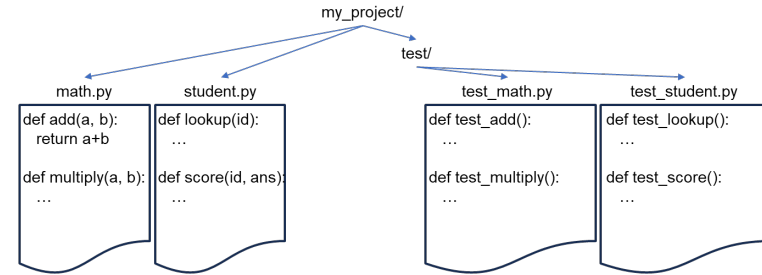 my_project/
test/
math.py
student.py
test_math.py
test_student.py
def add(a, b):
return a+b
def multiply(a, b):
…
def lookup(id):
…
def score(id, ans):
…
def test_add():
…
def test_multiply():
…
def test_lookup():
…
def test_score():
…